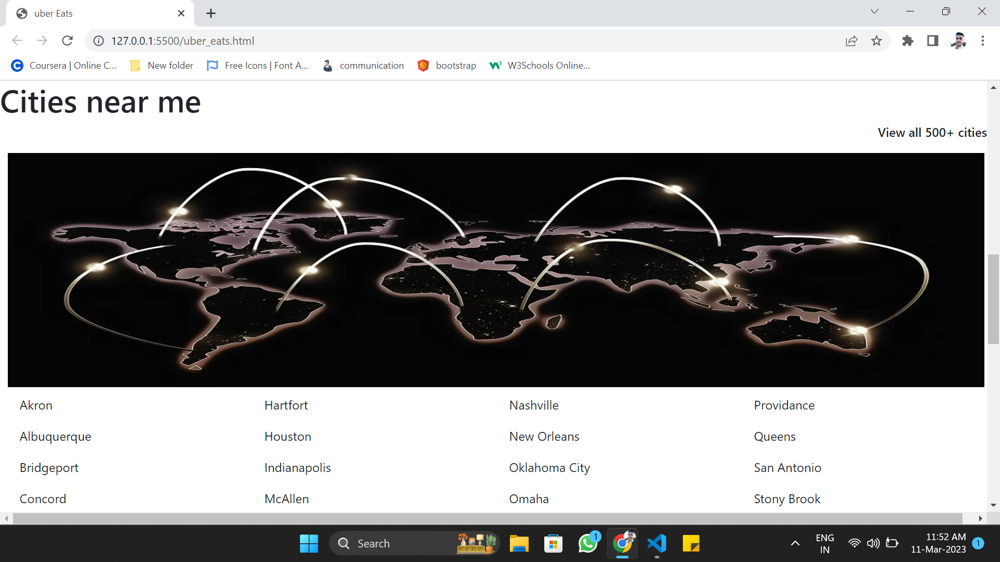 uber Eats
127.0.0.1:5500/uber_eats.html
Coursera | Online C... New folder Free Icons | Font A... communication bootstrap W3Schools Online...
Cities near me
View all 500+ cities
Akron Hartfort Nashville Providance
Albuquerque Houston New Orleans Queens
Bridgeport Indianapolis Oklahoma City San Antonio
Concord McAllen Omaha Stony Brook
Search 1 ENG IN 11:52 AM 11-Mar-2023 1